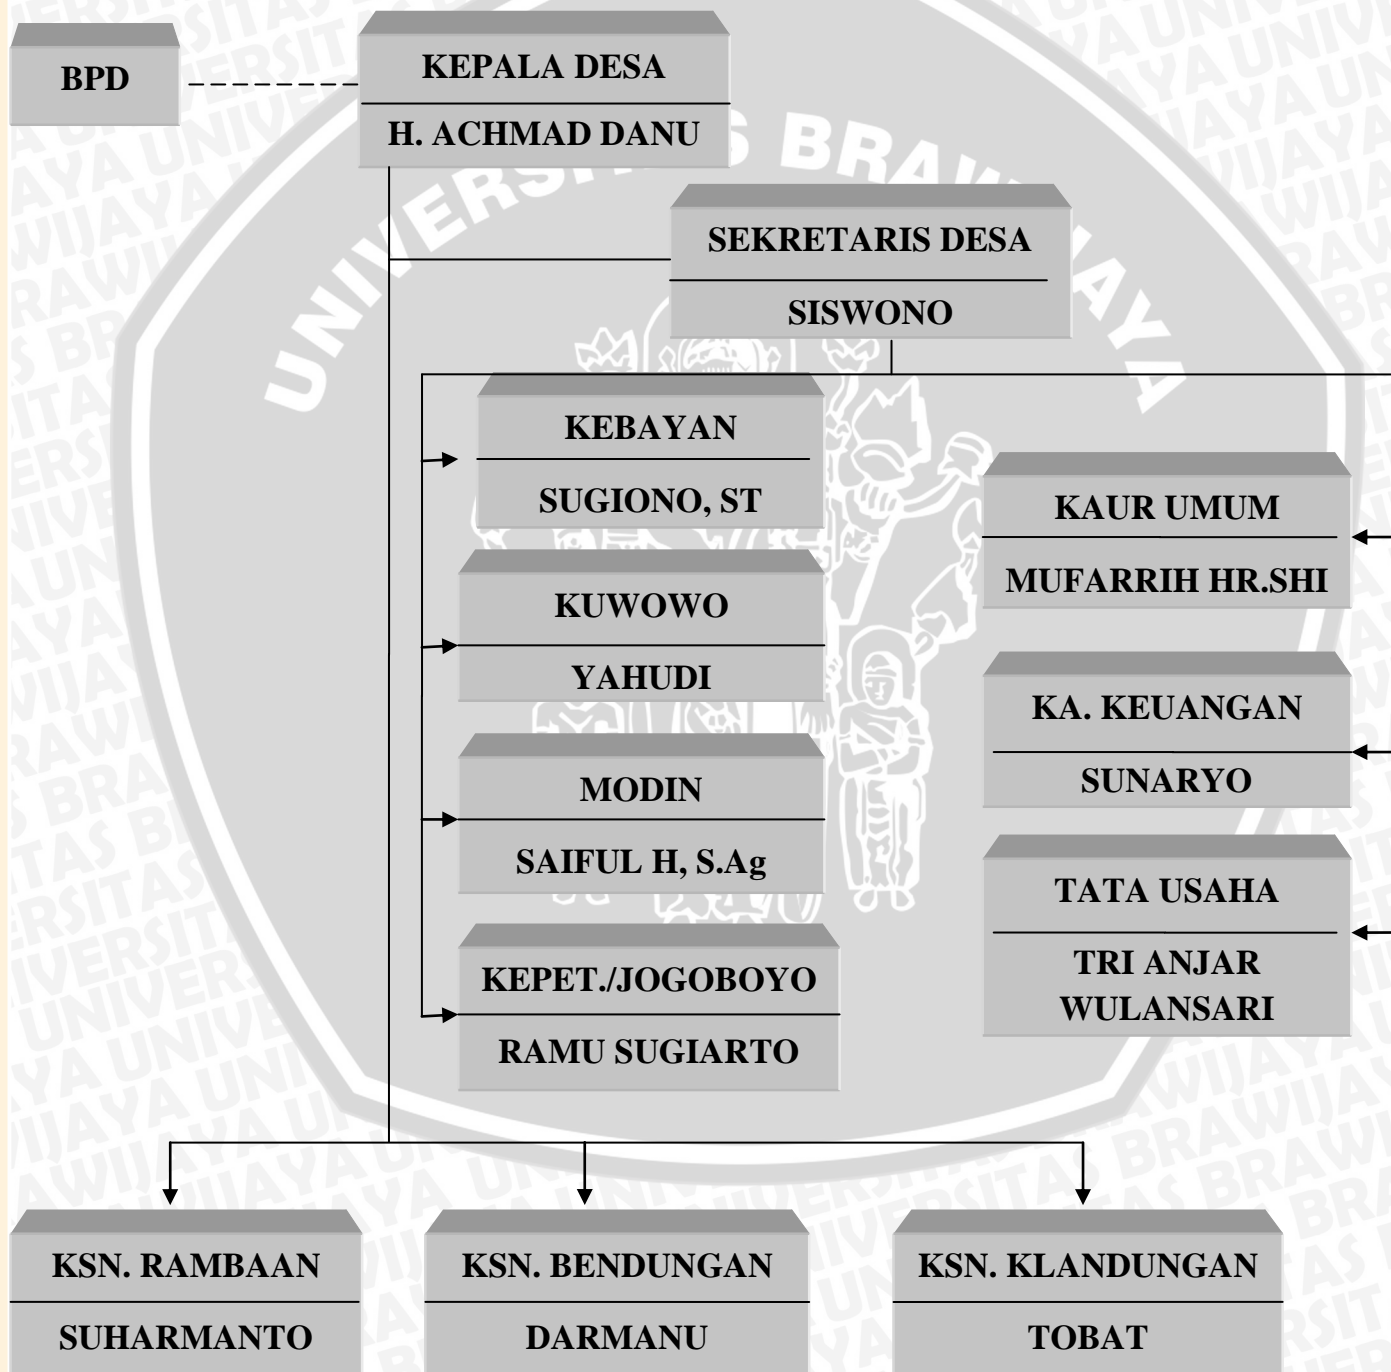 BPD
KEPALA DESA
H. ACHMAD DANU
UNIVERSITAS BRAWIJAYA
SEKRETARIS DESA
SISWONO
KEBAYAN
SUGIONO, ST
KUWOWO
YAHUDI
MODIN
SAIFUL H, S.Ag
KEPET./JOGOBOYO
RAMU SUGIARTO
KAUR UMUM
MUFARRIH HR.SHI
KA. KEUANGAN
SUNARYO
TATA USAHA
TRI ANJAR
WULANSARI
KSN. RAMBAAN
SUHARMANTO
KSN. BENDUNGAN
DARMANU
KSN. KLANDUNGAN
TOBAT